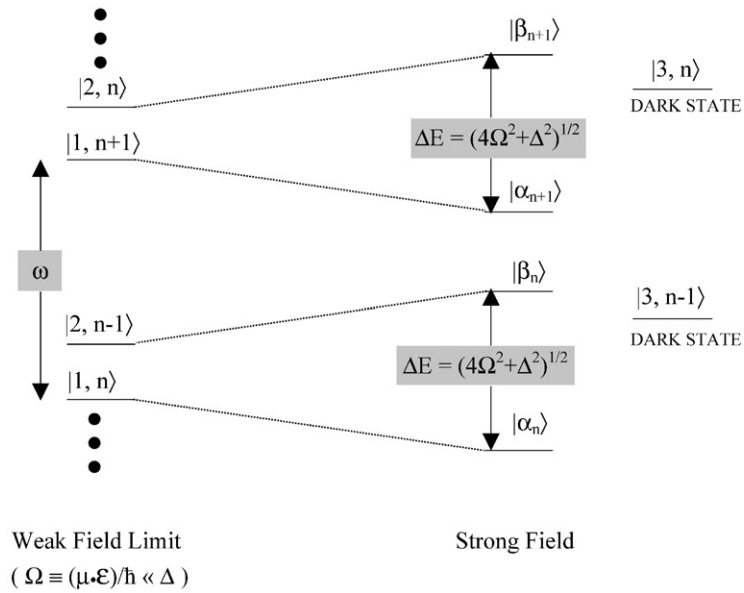 |β_{n+1}⟩
|2, n⟩
|3, n⟩
DARK STATE
|1, n+1⟩
ΔE = (4Ω²+Δ²)^{1/2}
|α_{n+1}⟩
ω
|β_n⟩
|3, n-1⟩
|2, n-1⟩
DARK STATE
ΔE = (4Ω²+Δ²)^{1/2}
|1, n⟩
|α_n⟩
Weak Field Limit
Strong Field
( Ω ≡ (μ•ℰ)/ħ « Δ )